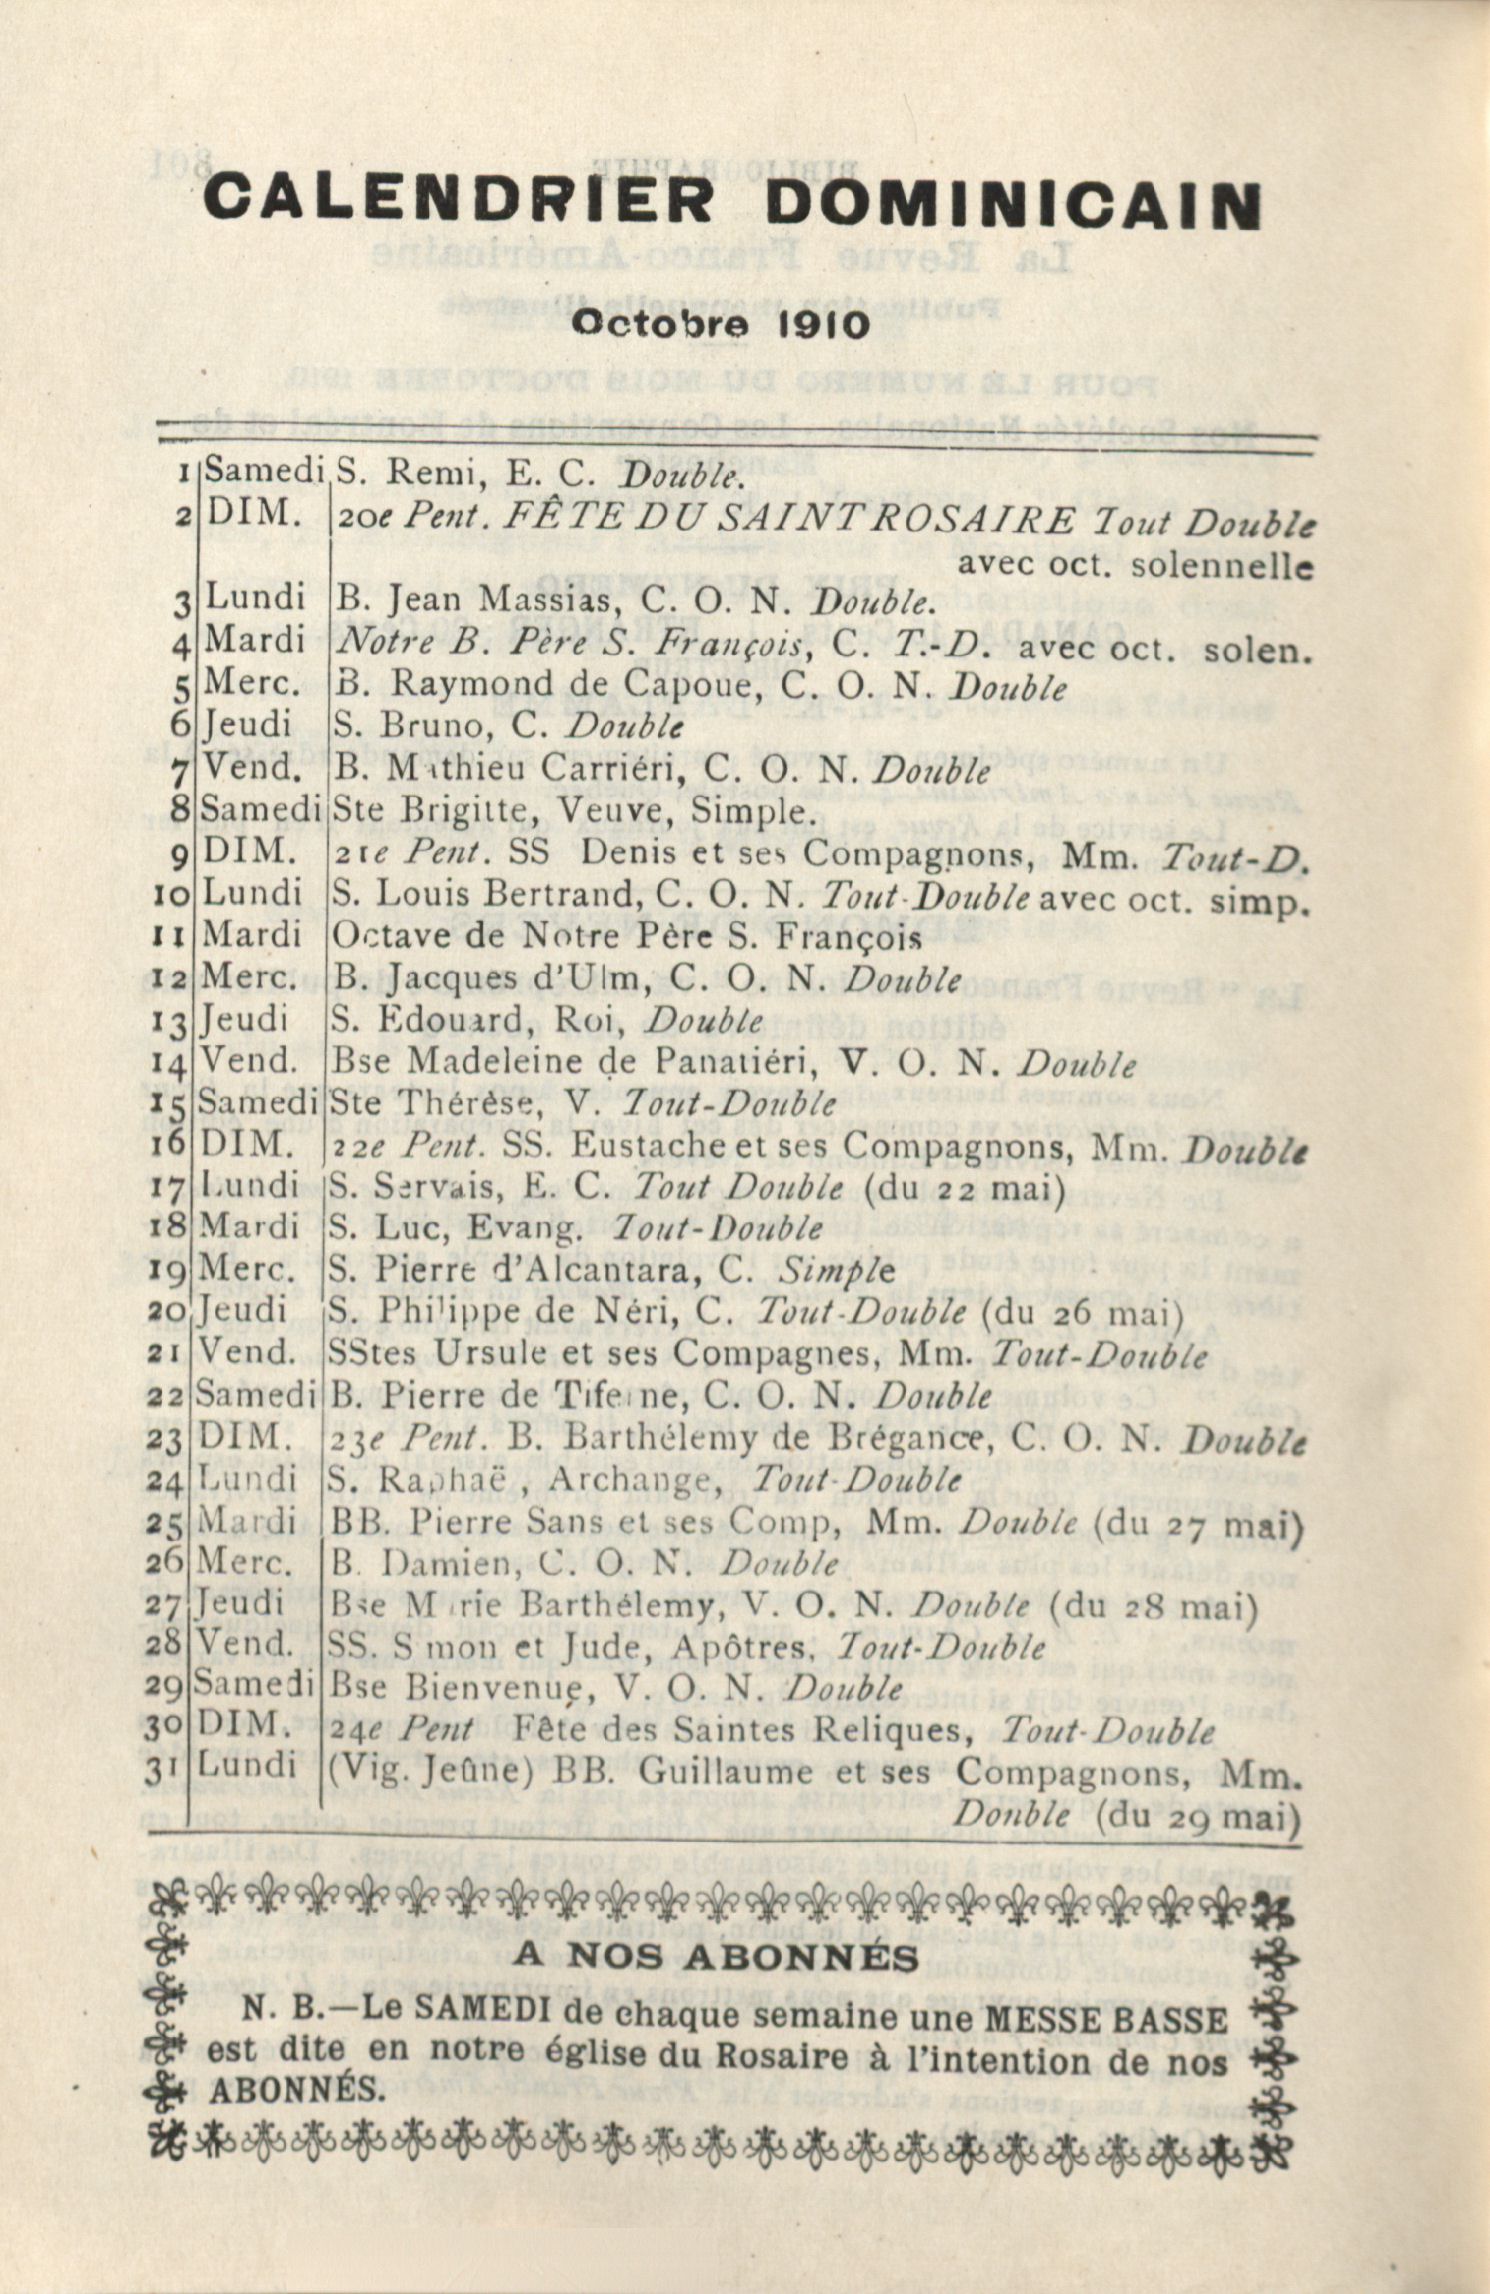 CALENDRIER DOMINICAIN
Octobre 1910
1 Samedi S. Remi, E. C. Double.
2 DIM. 20e Pent. FÊTE DU SAINT ROSAIRE Tout Double
avec oct. solennelle
3 Lundi B. Jean Massias, C. O. N. Double.
4 Mardi Notre B. Père S. François, C. T.-D. avec oct. solen.
5 Merc. B. Raymond de Capoue, C. O. N. Double
6 Jeudi S. Bruno, C. Double
7 Vend. B. Mathieu Carriéri, C. O. N. Double
8 Samedi Ste Brigitte, Veuve, Simple.
9 DIM. 21e Pent. SS Denis et ses Compagnons, Mm. Tout-D.
10 Lundi S. Louis Bertrand, C. O. N. Tout-Double avec oct. simp.
11 Mardi Octave de Notre Père S. François
12 Merc. B. Jacques d'Ulm, C. O. N. Double
13 Jeudi S. Edouard, Roi, Double
14 Vend. Bse Madeleine de Panatiéri, V. O. N. Double
15 Samedi Ste Thérèse, V. Tout-Double
16 DIM. 22e Pent. SS. Eustache et ses Compagnons, Mm. Double
17 Lundi S. Servais, E. C. Tout Double (du 22 mai)
18 Mardi S. Luc, Evang. Tout-Double
19 Merc. S. Pierre d'Alcantara, C. Simple
20 Jeudi S. Philippe de Néri, C. Tout-Double (du 26 mai)
21 Vend. SStes Ursule et ses Compagnes, Mm. Tout-Double
22 Samedi B. Pierre de Tiferne, C. O. N. Double
23 DIM. 23e Pent. B. Barthélemy de Brégance, C. O. N. Double
24 Lundi S. Raphaë , Archange, Tout-Double
25 Mardi BB. Pierre Sans et ses Comp, Mm. Double (du 27 mai)
26 Merc. B. Damien, C. O. N. Double
27 Jeudi Bse Marie Barthélemy, V. O. N. Double (du 28 mai)
28 Vend. SS. S mon et Jude, Apôtres, Tout-Double
29 Samedi Bse Bienvenue, V. O. N. Double
30 DIM. 24e Pent Fête des Saintes Reliques, Tout-Double
31 Lundi (Vig. Jeûne) BB. Guillaume et ses Compagnons, Mm.
Donble (du 29 mai)
A NOS ABONNÉS
N. B.—Le SAMEDI de chaque semaine une MESSE BASSE
est dite en notre église du Rosaire à l'intention de nos
ABONNÉS.